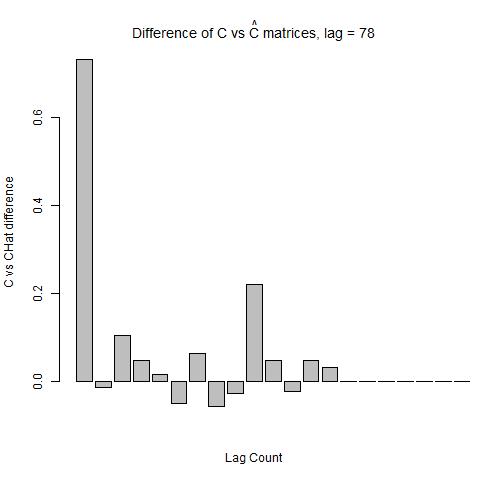 Difference of C vs Ĉ matrices, lag = 78
0.6
0.4
0.2
0.0
C vs CHat difference
Lag Count